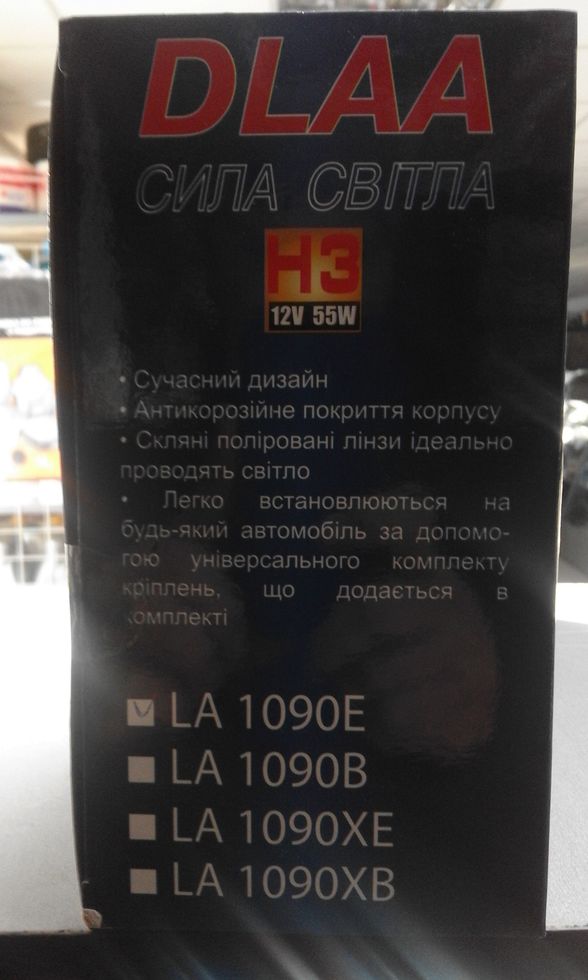 DLAA
СИЛА СВІТЛА
H3
12V 55W
• Сучасний дизайн
• Антикорозійне покриття корпусу
• Скляні поліровані лінзи ідеально
проводять світло
• Легко встановлюються на
будь-який автомобіль за допомо-
гою універсального комплекту
кріплень, що додається в
комплекті
LA 1090E
LA 1090B
LA 1090XE
LA 1090XB